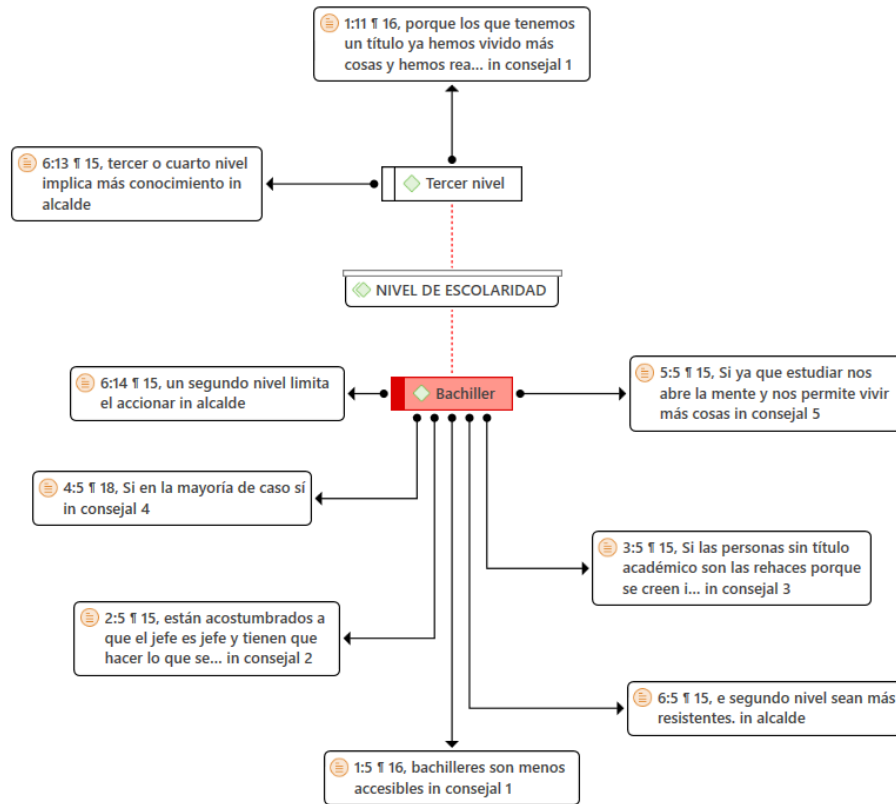 1:11 ¶ 16, porque los que tenemos
un título ya hemos vivido más
cosas y hemos rea... in consejal 1
6:13 ¶ 15, tercer o cuarto nivel
implica más conocimiento in
alcalde
Tercer nivel
NIVEL DE ESCOLARIDAD
6:14 ¶ 15, un segundo nivel limita
el accionar in alcalde
Bachiller
5:5 ¶ 15, Si ya que estudiar nos
abre la mente y nos permite vivir
más cosas in consejal 5
4:5 ¶ 18, Si en la mayoría de caso sí
in consejal 4
3:5 ¶ 15, Si las personas sin título
académico son las rehaces porque
se creen i... in consejal 3
2:5 ¶ 15, están acostumbrados a
que el jefe es jefe y tienen que
hacer lo que se... in consejal 2
6:5 ¶ 15, e segundo nivel sean más
resistentes. in alcalde
1:5 ¶ 16, bachilleres son menos
accesibles in consejal 1